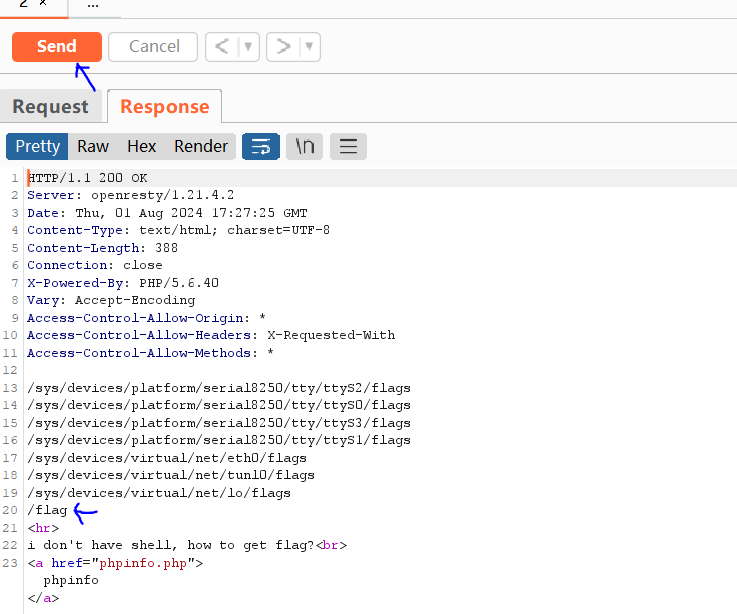 2 × ...
Send Cancel < ▼ > ▼
Request Response
Pretty Raw Hex Render \n
1 HTTP/1.1 200 OK
2 Server: openresty/1.21.4.2
3 Date: Thu, 01 Aug 2024 17:27:25 GMT
4 Content-Type: text/html; charset=UTF-8
5 Content-Length: 388
6 Connection: close
7 X-Powered-By: PHP/5.6.40
8 Vary: Accept-Encoding
9 Access-Control-Allow-Origin: *
10 Access-Control-Allow-Headers: X-Requested-With
11 Access-Control-Allow-Methods: *
12
13 /sys/devices/platform/serial8250/tty/ttyS2/flags
14 /sys/devices/platform/serial8250/tty/ttyS0/flags
15 /sys/devices/platform/serial8250/tty/ttyS3/flags
16 /sys/devices/platform/serial8250/tty/ttyS1/flags
17 /sys/devices/virtual/net/eth0/flags
18 /sys/devices/virtual/net/tunl0/flags
19 /sys/devices/virtual/net/lo/flags
20 /flag
21 <hr>
22 i don't have shell, how to get flag?<br>
23 <a href="phpinfo.php">
phpinfo
</a>